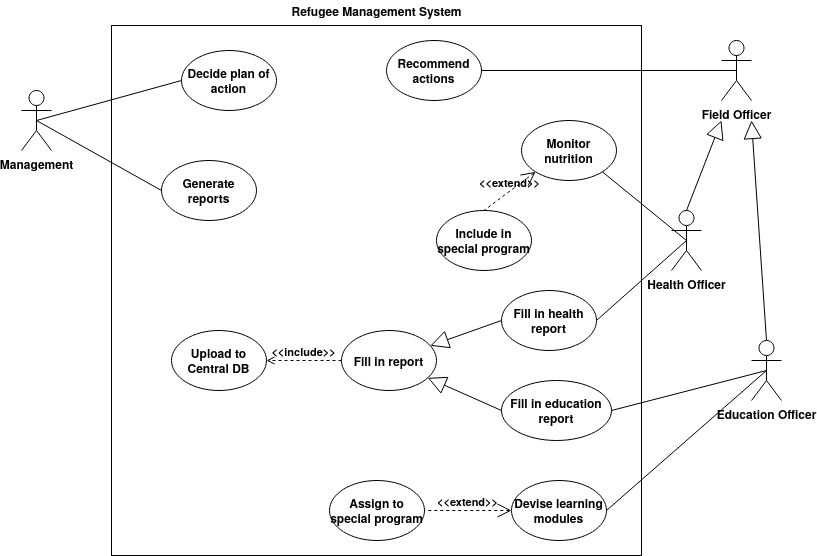 Refugee Management System
Decide plan of
action
Recommend
actions
Field Officer
Management
Monitor
nutrition
Generate
reports
<<extend>>
Include in
special program
Health Officer
Fill in health
report
Upload to
Central DB
<<include>>
Fill in report
Fill in education
report
Education Officer
Assign to
special program
<<extend>>
Devise learning
modules